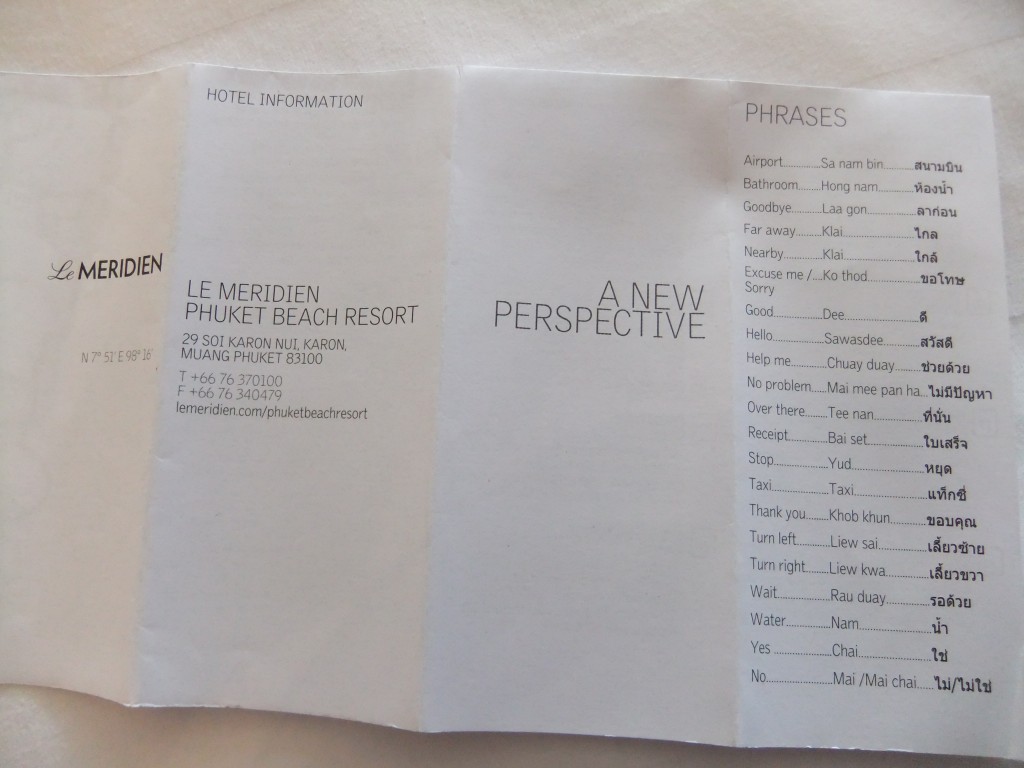 Le MERIDIEN
N 7° 51' E 98° 16'
HOTEL INFORMATION
LE MERIDIEN
PHUKET BEACH RESORT
29 SOI KARON NUI, KARON,
MUANG PHUKET 83100
T +66 76 370100
F +66 76 340479
lemeridien.com/phuketbeachresort
A NEW
PERSPECTIVE
PHRASES
Airport............Sa nam bin..........สนามบิน
Bathroom.......Hong nam..........ห้องน้ำ
Goodbye.........Laa gon..............ลาก่อน
Far away........Klai.....................ไกล
Nearby...........Klai.....................ใกล้
Excuse me /...Ko thod..............ขอโทษ
Sorry
Good..............Dee.....................ดี
Hello...............Sawasdee..........สวัสดี
Help me.........Chuay duay.......ช่วยด้วย
No problem....Mai mee pan ha...ไม่มีปัญหา
Over there......Tee nan..............ที่นั่น
Receipt...........Bai set................ใบเสร็จ
Stop...............Yud.....................หยุด
Taxi................Taxi....................แท็กซี่
Thank you......Khob khun.........ขอบคุณ
Turn left.........Liew sai..............เลี้ยวซ้าย
Turn right.......Liew kwa............เลี้ยวขวา
Wait...............Rau duay...........รอด้วย
Water.............Nam....................น้ำ
Yes ................Chai....................ใช่
No..................Mai /Mai chai.....ไม่/ไม่ใช่